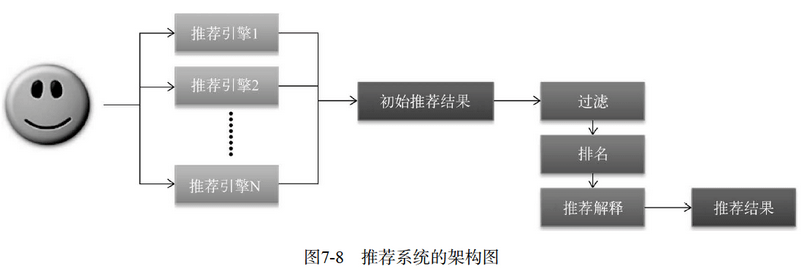 推荐引擎1
推荐引擎2
推荐引擎N
初始推荐结果
过滤
排名
推荐解释
推荐结果
图7-8 推荐系统的架构图